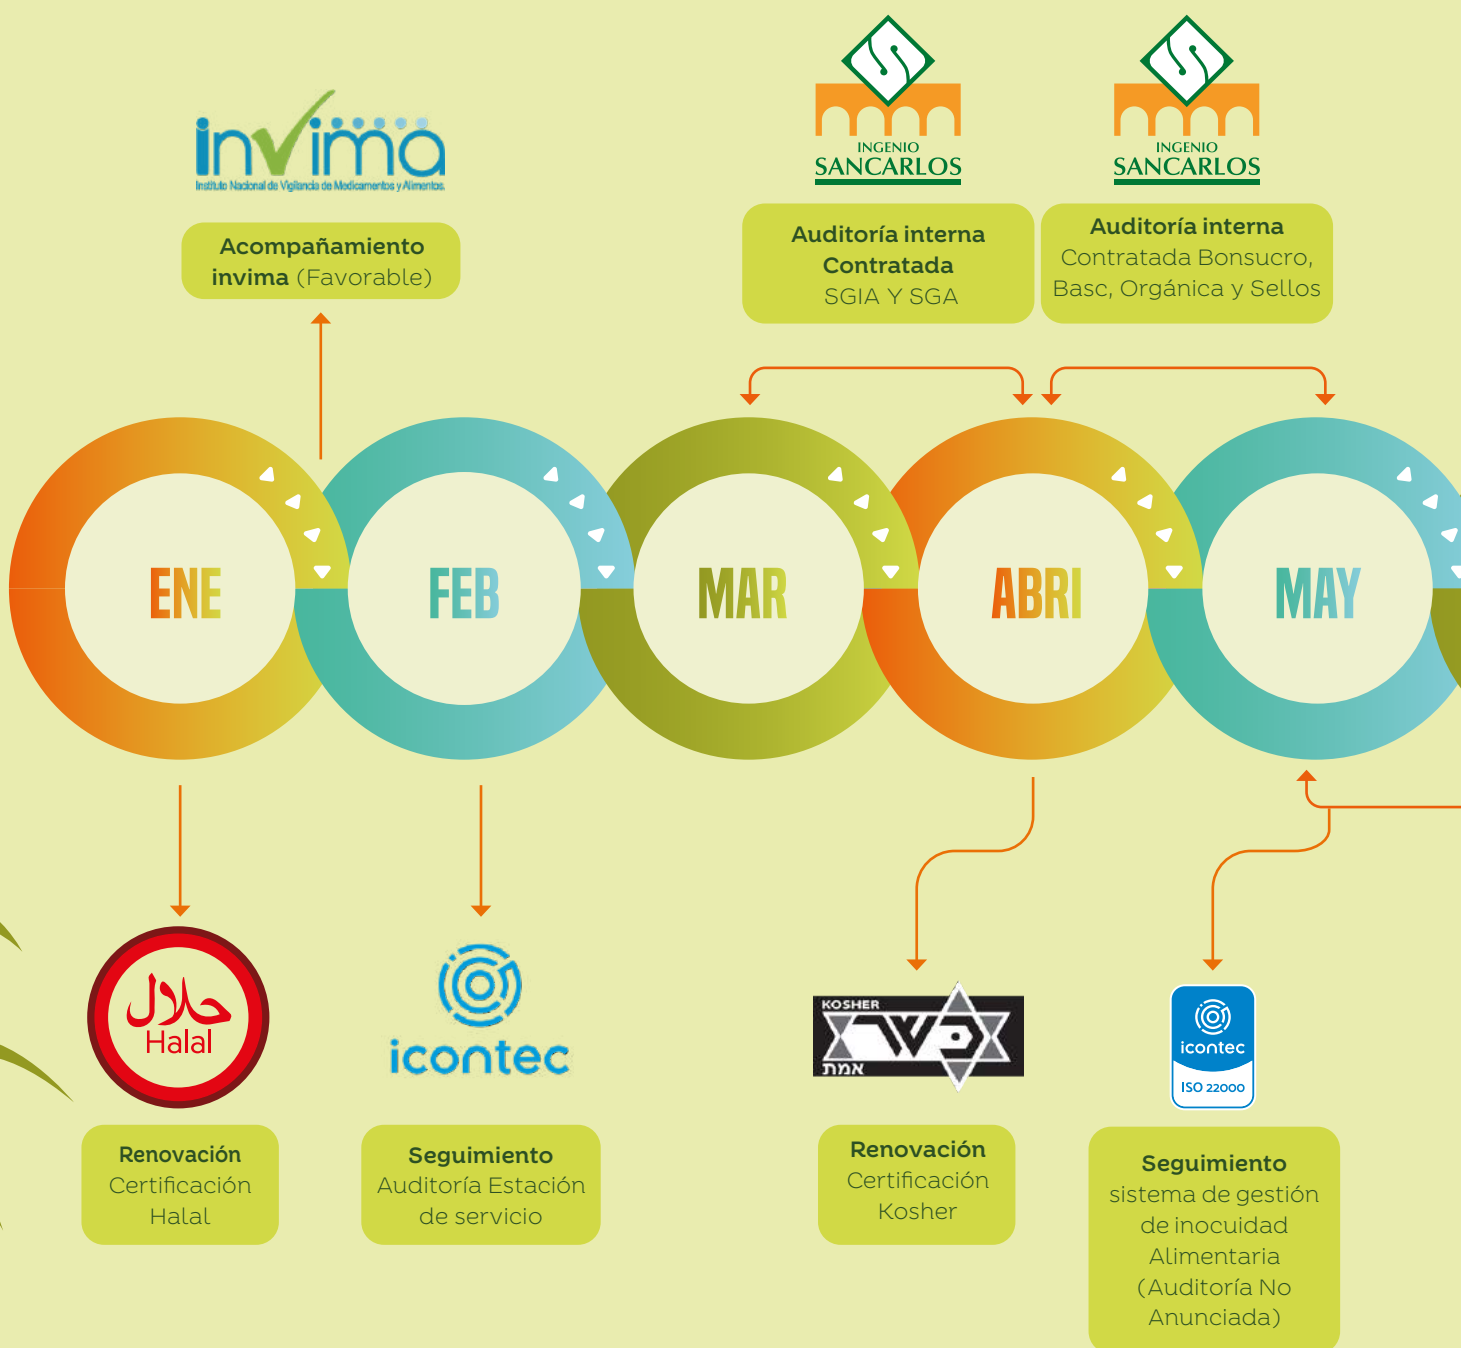 invima
Instituto Nacional de Vigilancia de Medicamentos y Alimentos.
Acompañamiento
invima (Favorable)
INGENIO
SANCARLOS
Auditoría interna
Contratada
SGIA Y SGA
INGENIO
SANCARLOS
Auditoría interna
Contratada Bonsucro,
Basc, Orgánica y Sellos
ENE
FEB
MAR
ABRI
MAY
حلال
Halal
Renovación
Certificación
Halal
icontec
Seguimiento
Auditoría Estación
de servicio
KOSHER
כשר
אמת
Renovación
Certificación
Kosher
icontec
ISO 22000
Seguimiento
sistema de gestión
de inocuidad
Alimentaria
(Auditoría No
Anunciada)